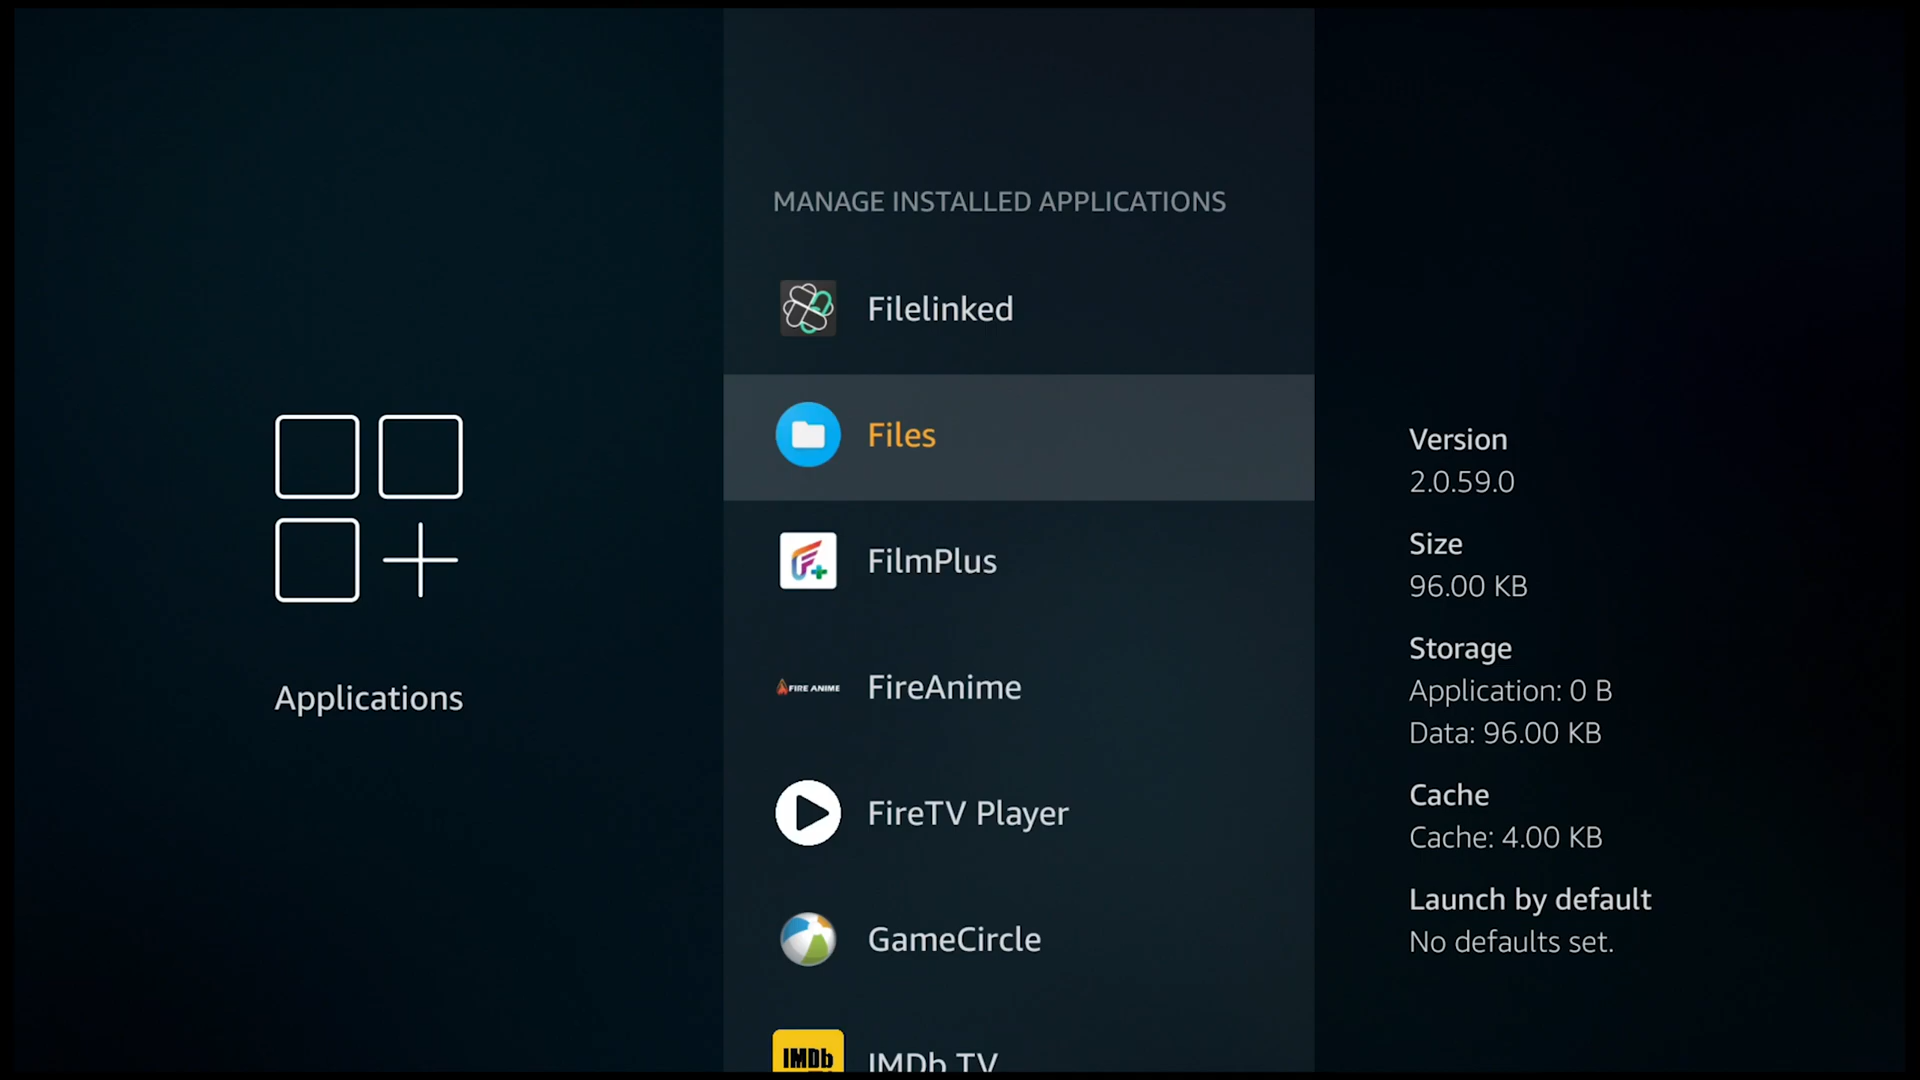 MANAGE INSTALLED APPLICATIONS
Filelinked
Files
FilmPlus
FIRE ANIME
FireAnime
FireTV Player
GameCircle
IMDb
IMDb TV
Applications
Version
2.0.59.0
Size
96.00 KB
Storage
Application: 0 B
Data: 96.00 KB
Cache
Cache: 4.00 KB
Launch by default
No defaults set.